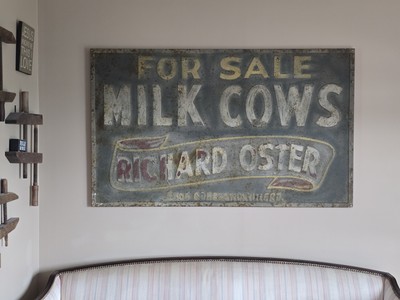 FOR SALE
MILK COWS
RICHARD OSTER